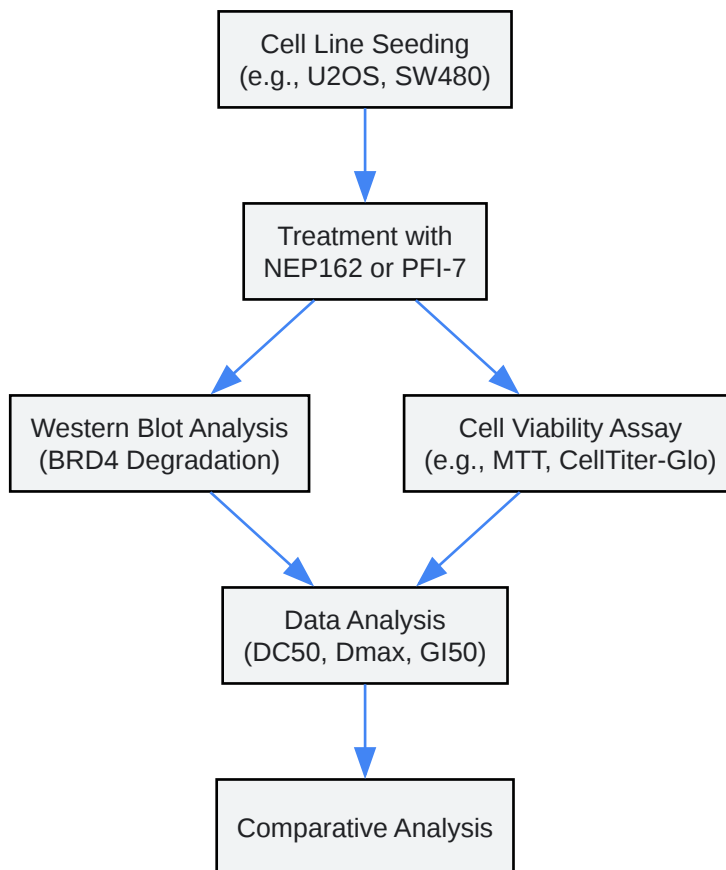 Cell Line Seeding
(e.g., U2OS, SW480)
Treatment with
NEP162 or PFI-7
Western Blot Analysis
(BRD4 Degradation)
Cell Viability Assay
(e.g., MTT, CellTiter-Glo)
Data Analysis
(DC50, Dmax, GI50)
Comparative Analysis